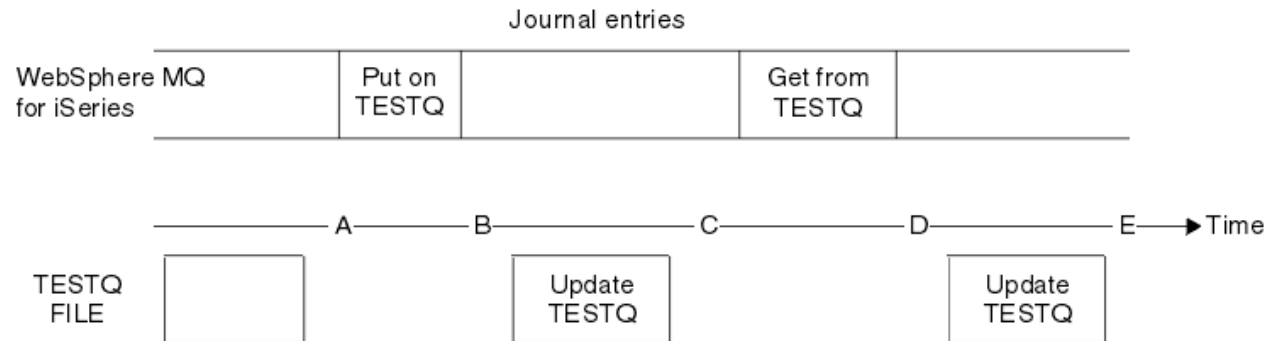 Journal entries
WebSphere MQ
for iSeries
Put on
TESTQ
Get from
TESTQ
A
B
C
D
E
Time
TESTQ
FILE
Update
TESTQ
Update
TESTQ